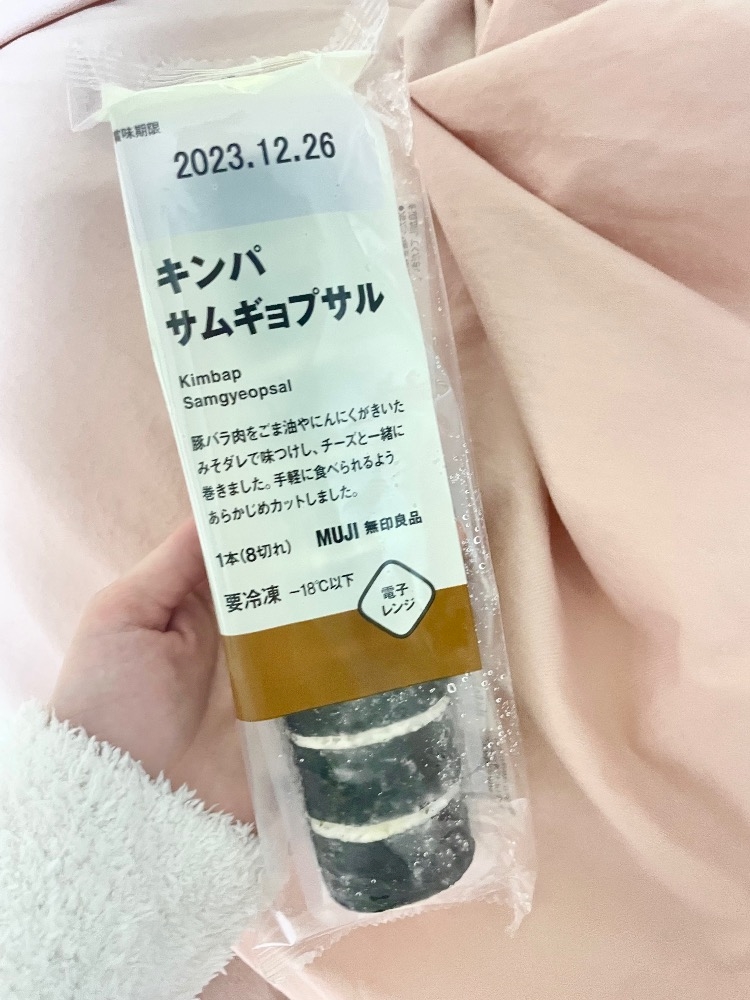 賞味期限
2023.12.26
キンパ
サムギョプサル
Kimbap
Samgyeopsal
豚バラ肉をごま油やにんにくがきいた
みそダレで味つけし、チーズと一緒に
巻きました。手軽に食べられるよう
あらかじめカットしました。
1本(8切れ)
MUJI 無印良品
要冷凍 −18℃以下
電子
レンジ